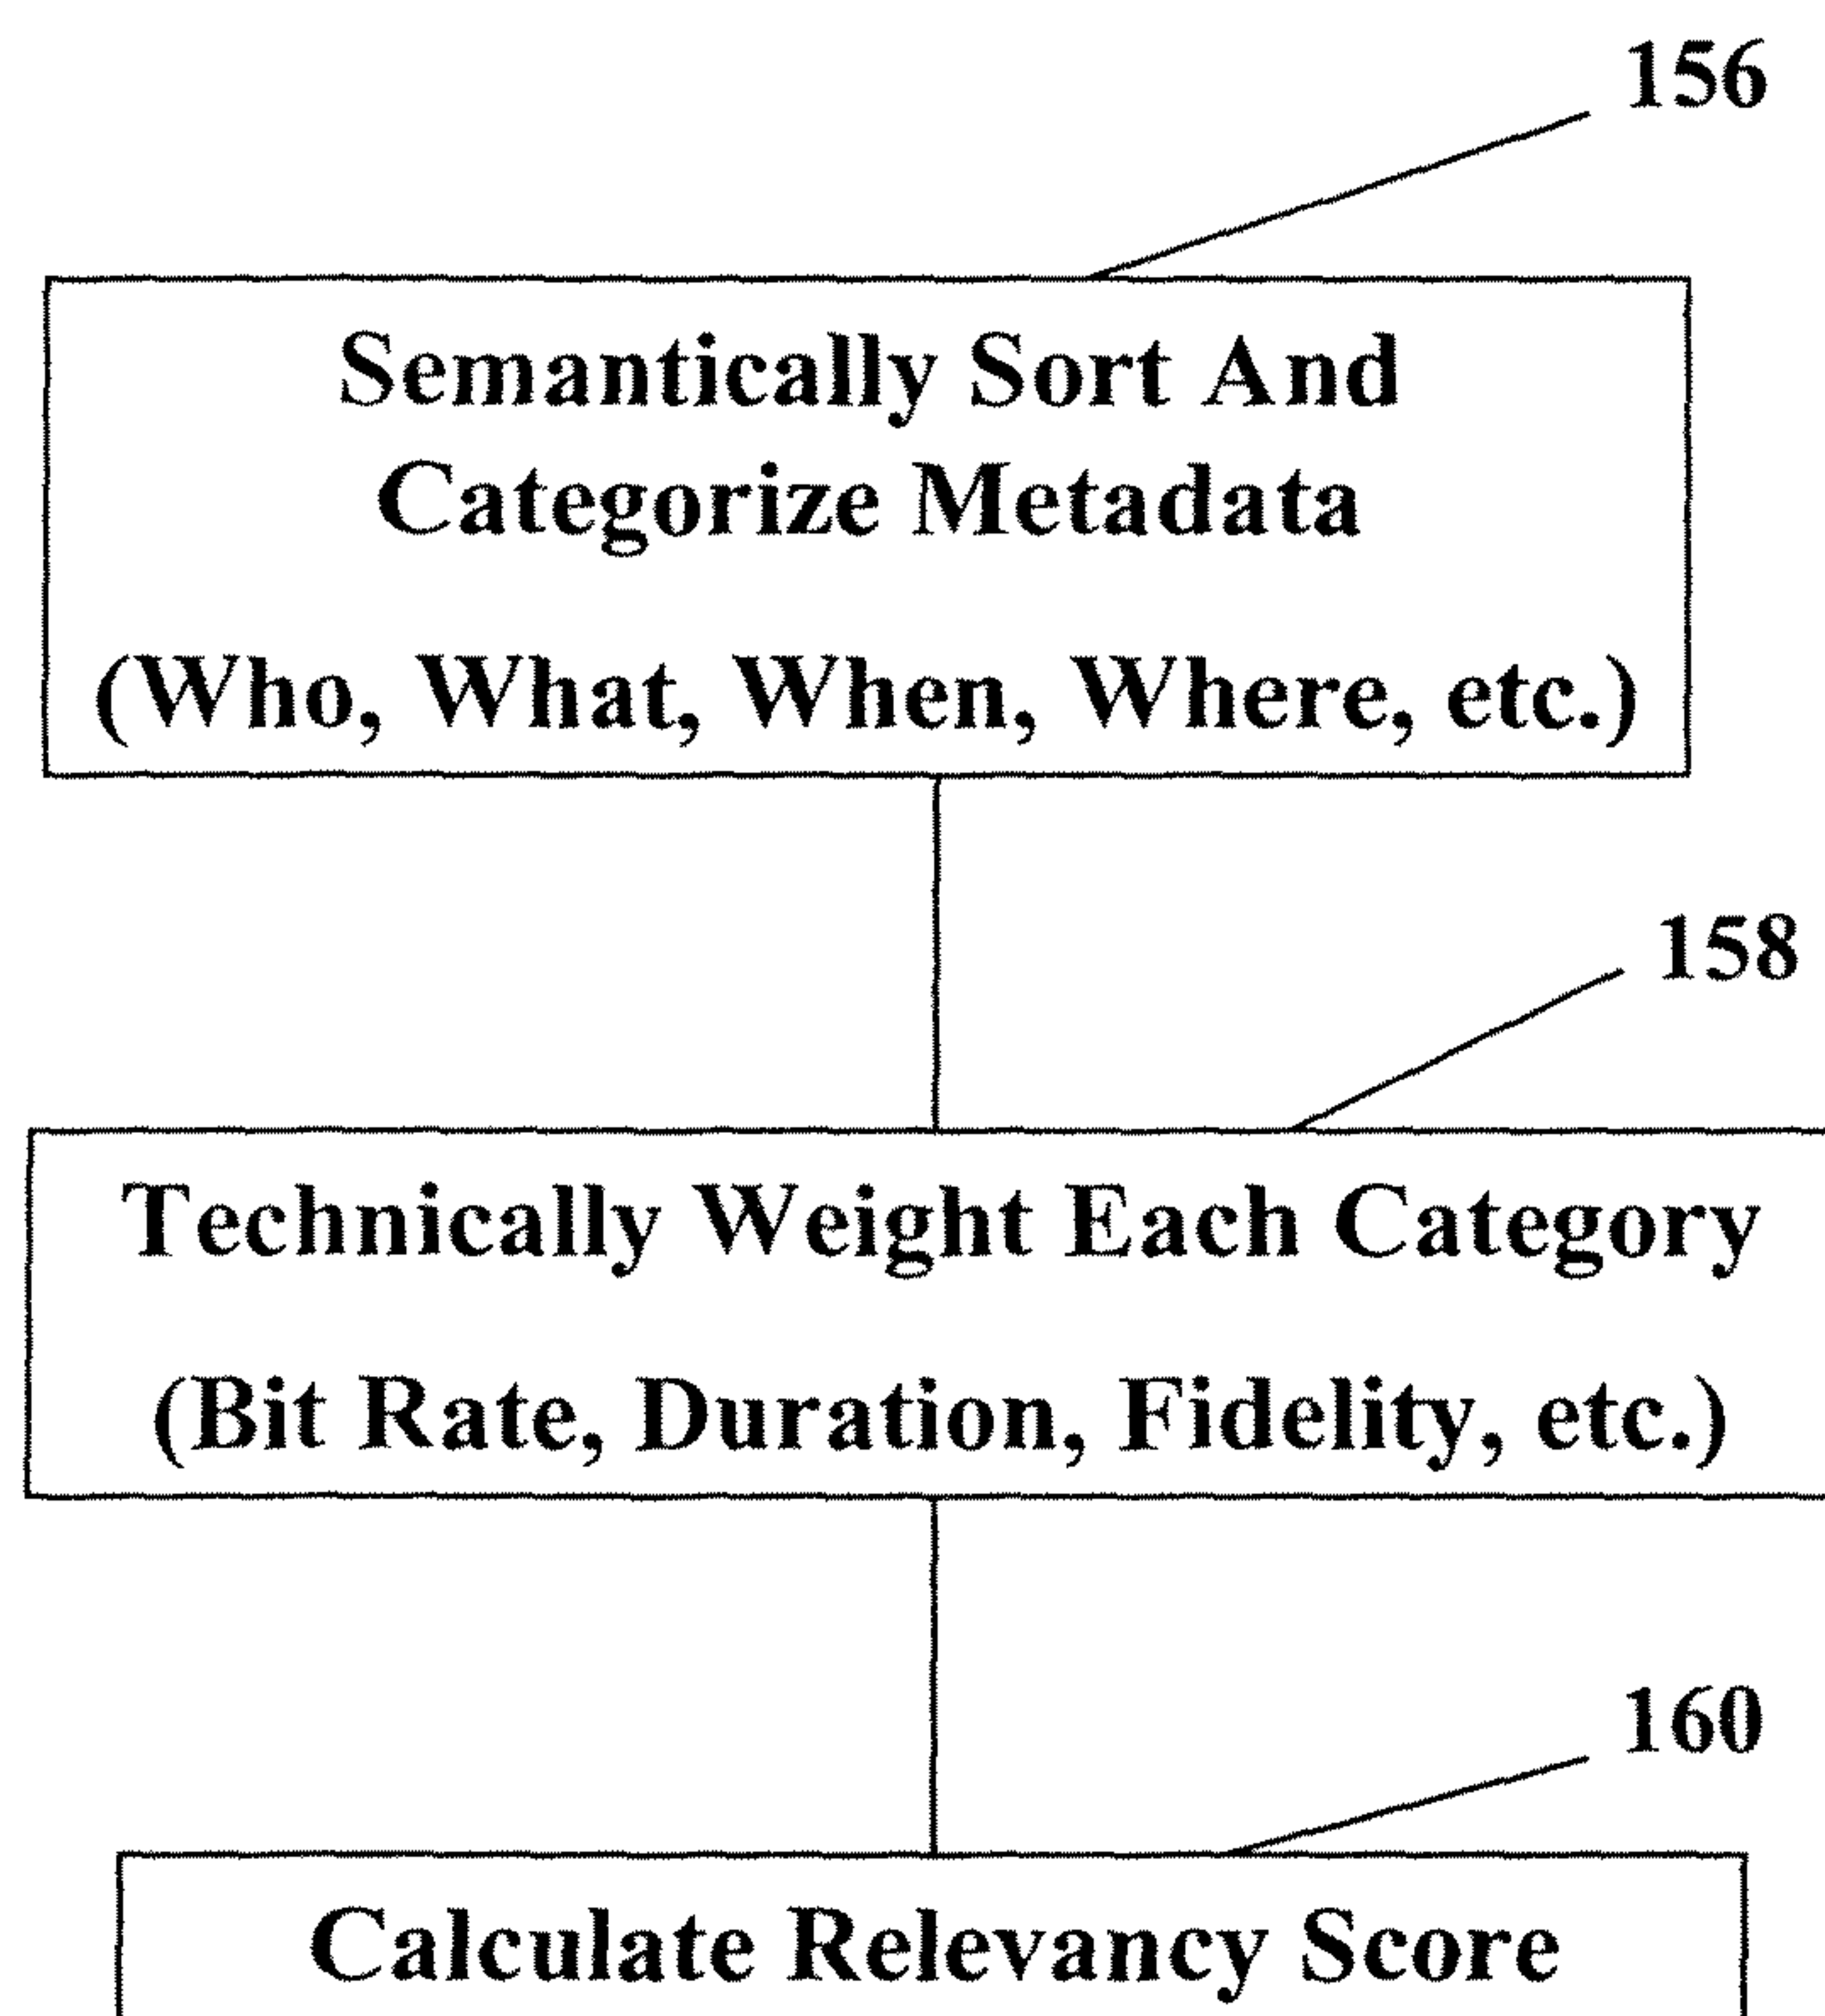 156
Semantically Sort And
Categorize Metadata
(Who, What, When, Where, etc.)
158
Technically Weight Each Category
(Bit Rate, Duration, Fidelity, etc.)
160
Calculate Relevancy Score